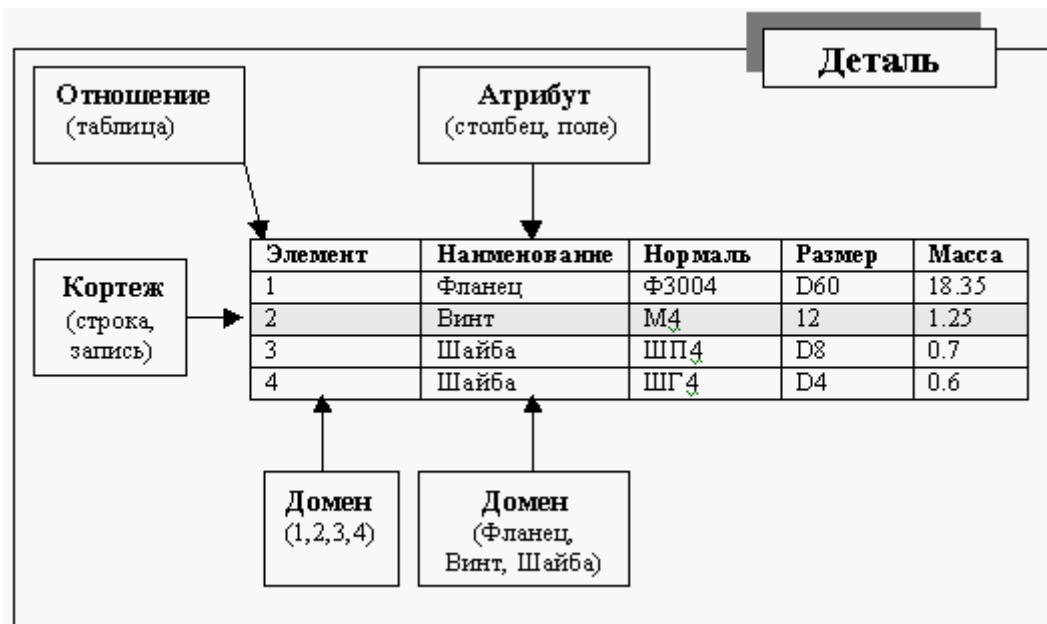 Деталь
Отношение
(таблица)
Атрибут
(столбец, поле)
Элемент Наименование Нормаль Размер Масса
1 Фланец Ф3004 D60 18.35
2 Винт М4 12 1.25
3 Шайба ШП4 D8 0.7
4 Шайба ШГ4 D4 0.6
Кортеж
(строка,
запись)
Домен
(1,2,3,4)
Домен
(Фланец,
Винт, Шайба)